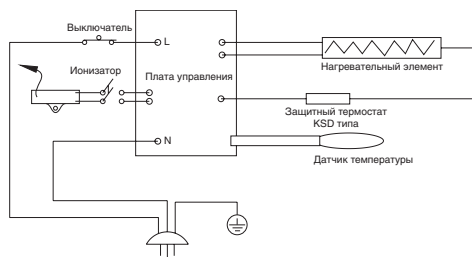 Выключатель
L
Ионизатор
Плата управления
Нагревательный элемент
Защитный термостат
KSD типа
N
Датчик температуры